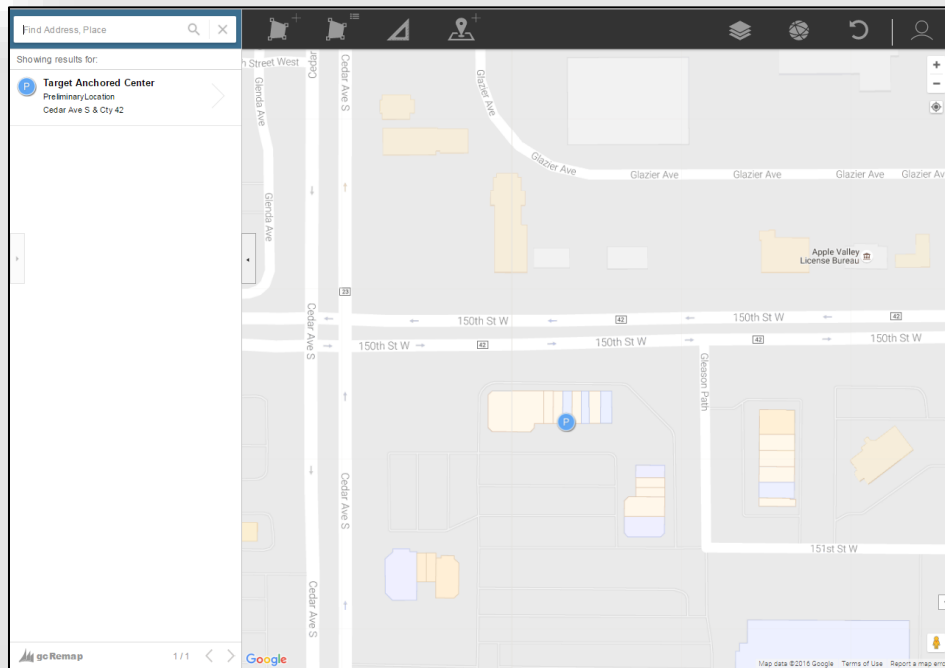 Find Address, Place
Showing results for:
P
Target Anchored Center
PreliminaryLocation
Cedar Ave S & Cty 42
gcRemap
1/1
h Street West
Cedar
Cedar Ave S
Glenda Ave
Glazier Ave
Glazier Ave
Glazier Ave
Glazier Ave
Glazier Ave
Glazier Av
Glenda Ave
Apple Valley
License Bureau
23
Cedar Ave S
150th St W
42
150th St W
42
150th St W
42
150th St W
42
150th St W
Gleason Path
P
Cedar Ave S
151st St W
Cedar Ave S
Google
Map data ©2016 Google
Terms of Use
Report a map erro